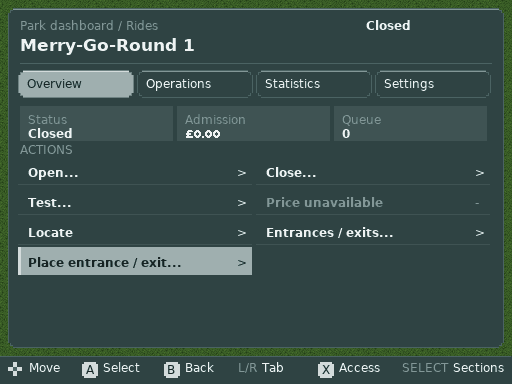 Park dashboard / Rides
Closed
Merry-Go-Round 1
Overview
Operations
Statistics
Settings
Status
Closed
Admission
£0.00
Queue
0
ACTIONS
Open... >
Close... >
Test... >
Price unavailable -
Locate >
Entrances / exits... >
Place entrance / exit... >
Move
A Select
B Back
L/R Tab
X Access
SELECT Sections